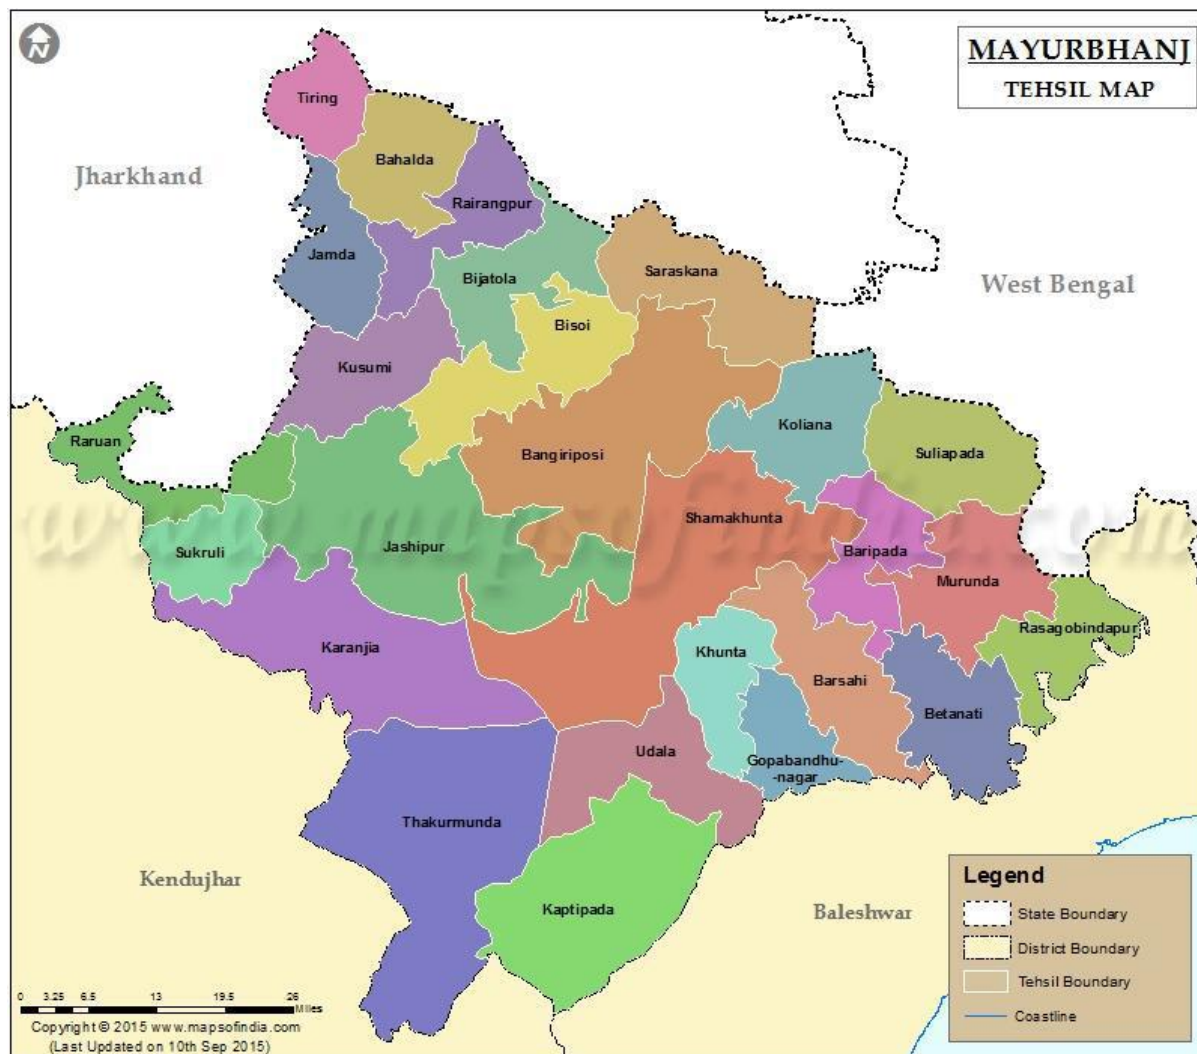 N
MAYURBHANJ
TEHSIL MAP
Tiring
Bahalda
Jharkhand
Rairangpur
Jamda
Bijatola
Saraskana
West Bengal
Bisoi
Kusumi
Koliana
Raruan
Bangiriposi
Suliapada
Shamakhunta
www.mapsofindia.com
Sukruli
Jashipur
Baripada
Murunda
Rasagobindapur
Karanjia
Khunta
Barsahi
Betanati
Udala
Gopabandhu-
-nagar
Thakurmunda
Kendujhar
Kaptipada
Baleshwar
Legend
State Boundary
District Boundary
Tehsil Boundary
Coastline
0 3.25 6.5 13 19.5 26
Miles
Copyright © 2015 www.mapsofindia.com
(Last Updated on 10th Sep 2015)